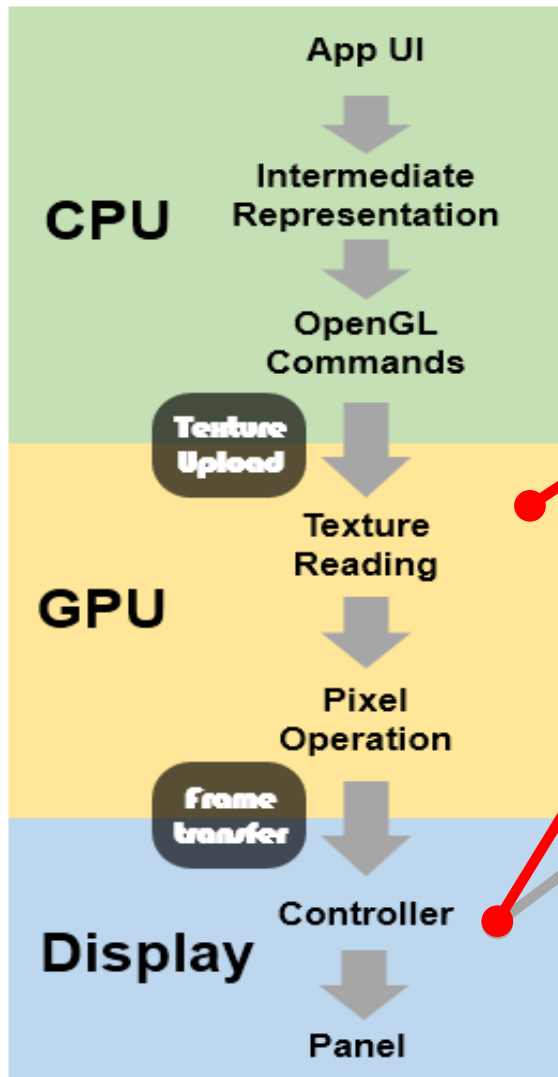 App UI
CPU
Intermediate
Representation
OpenGL
Commands
Texture
Upload
Texture
Reading
GPU
Pixel
Operation
Frame
transfer
Controller
Display
Panel